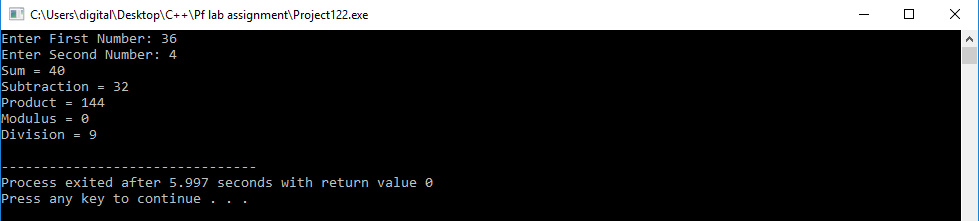 C:\Users\digital\Desktop\C++\Pf lab assignment\Project122.exe
Enter First Number: 36
Enter Second Number: 4
Sum = 40
Subtraction = 32
Product = 144
Modulus = 0
Division = 9
--------------------------------
Process exited after 5.997 seconds with return value 0
Press any key to continue . . .